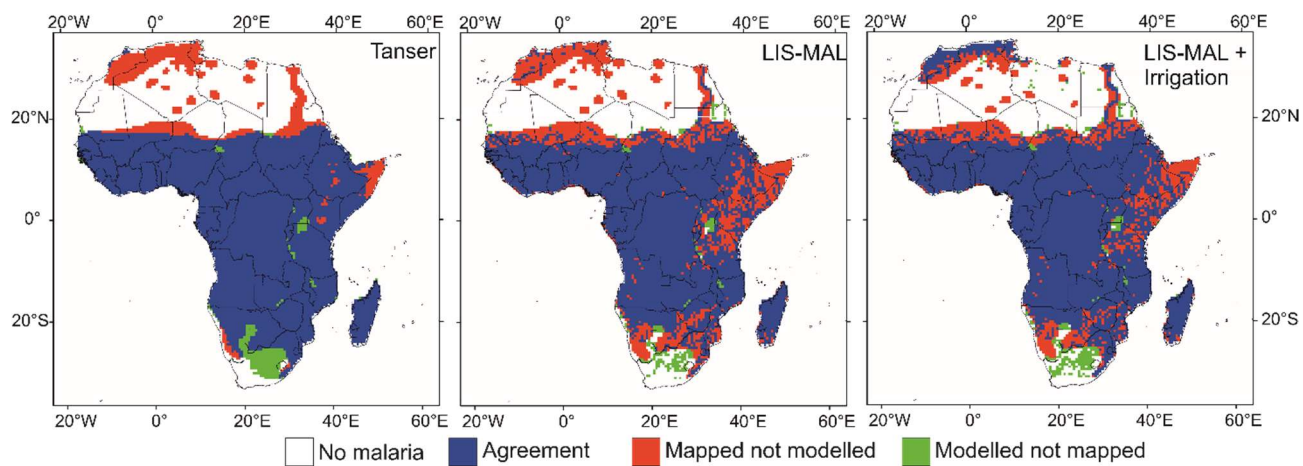 20°W 0° 20°E 40°E 60°E 20°W 0° 20°E 40°E 60°E 20°W 0° 20°E 40°E 60°E
Tanser
LIS-MAL
LIS-MAL +
Irrigation
20°N
20°N
0°
0°
20°S
20°S
20°W 0° 20°E 40°E 60°E 20°W 0° 20°E 40°E 60°E 20°W 0° 20°E 40°E 60°E
No malaria Agreement Mapped not modelled Modelled not mapped